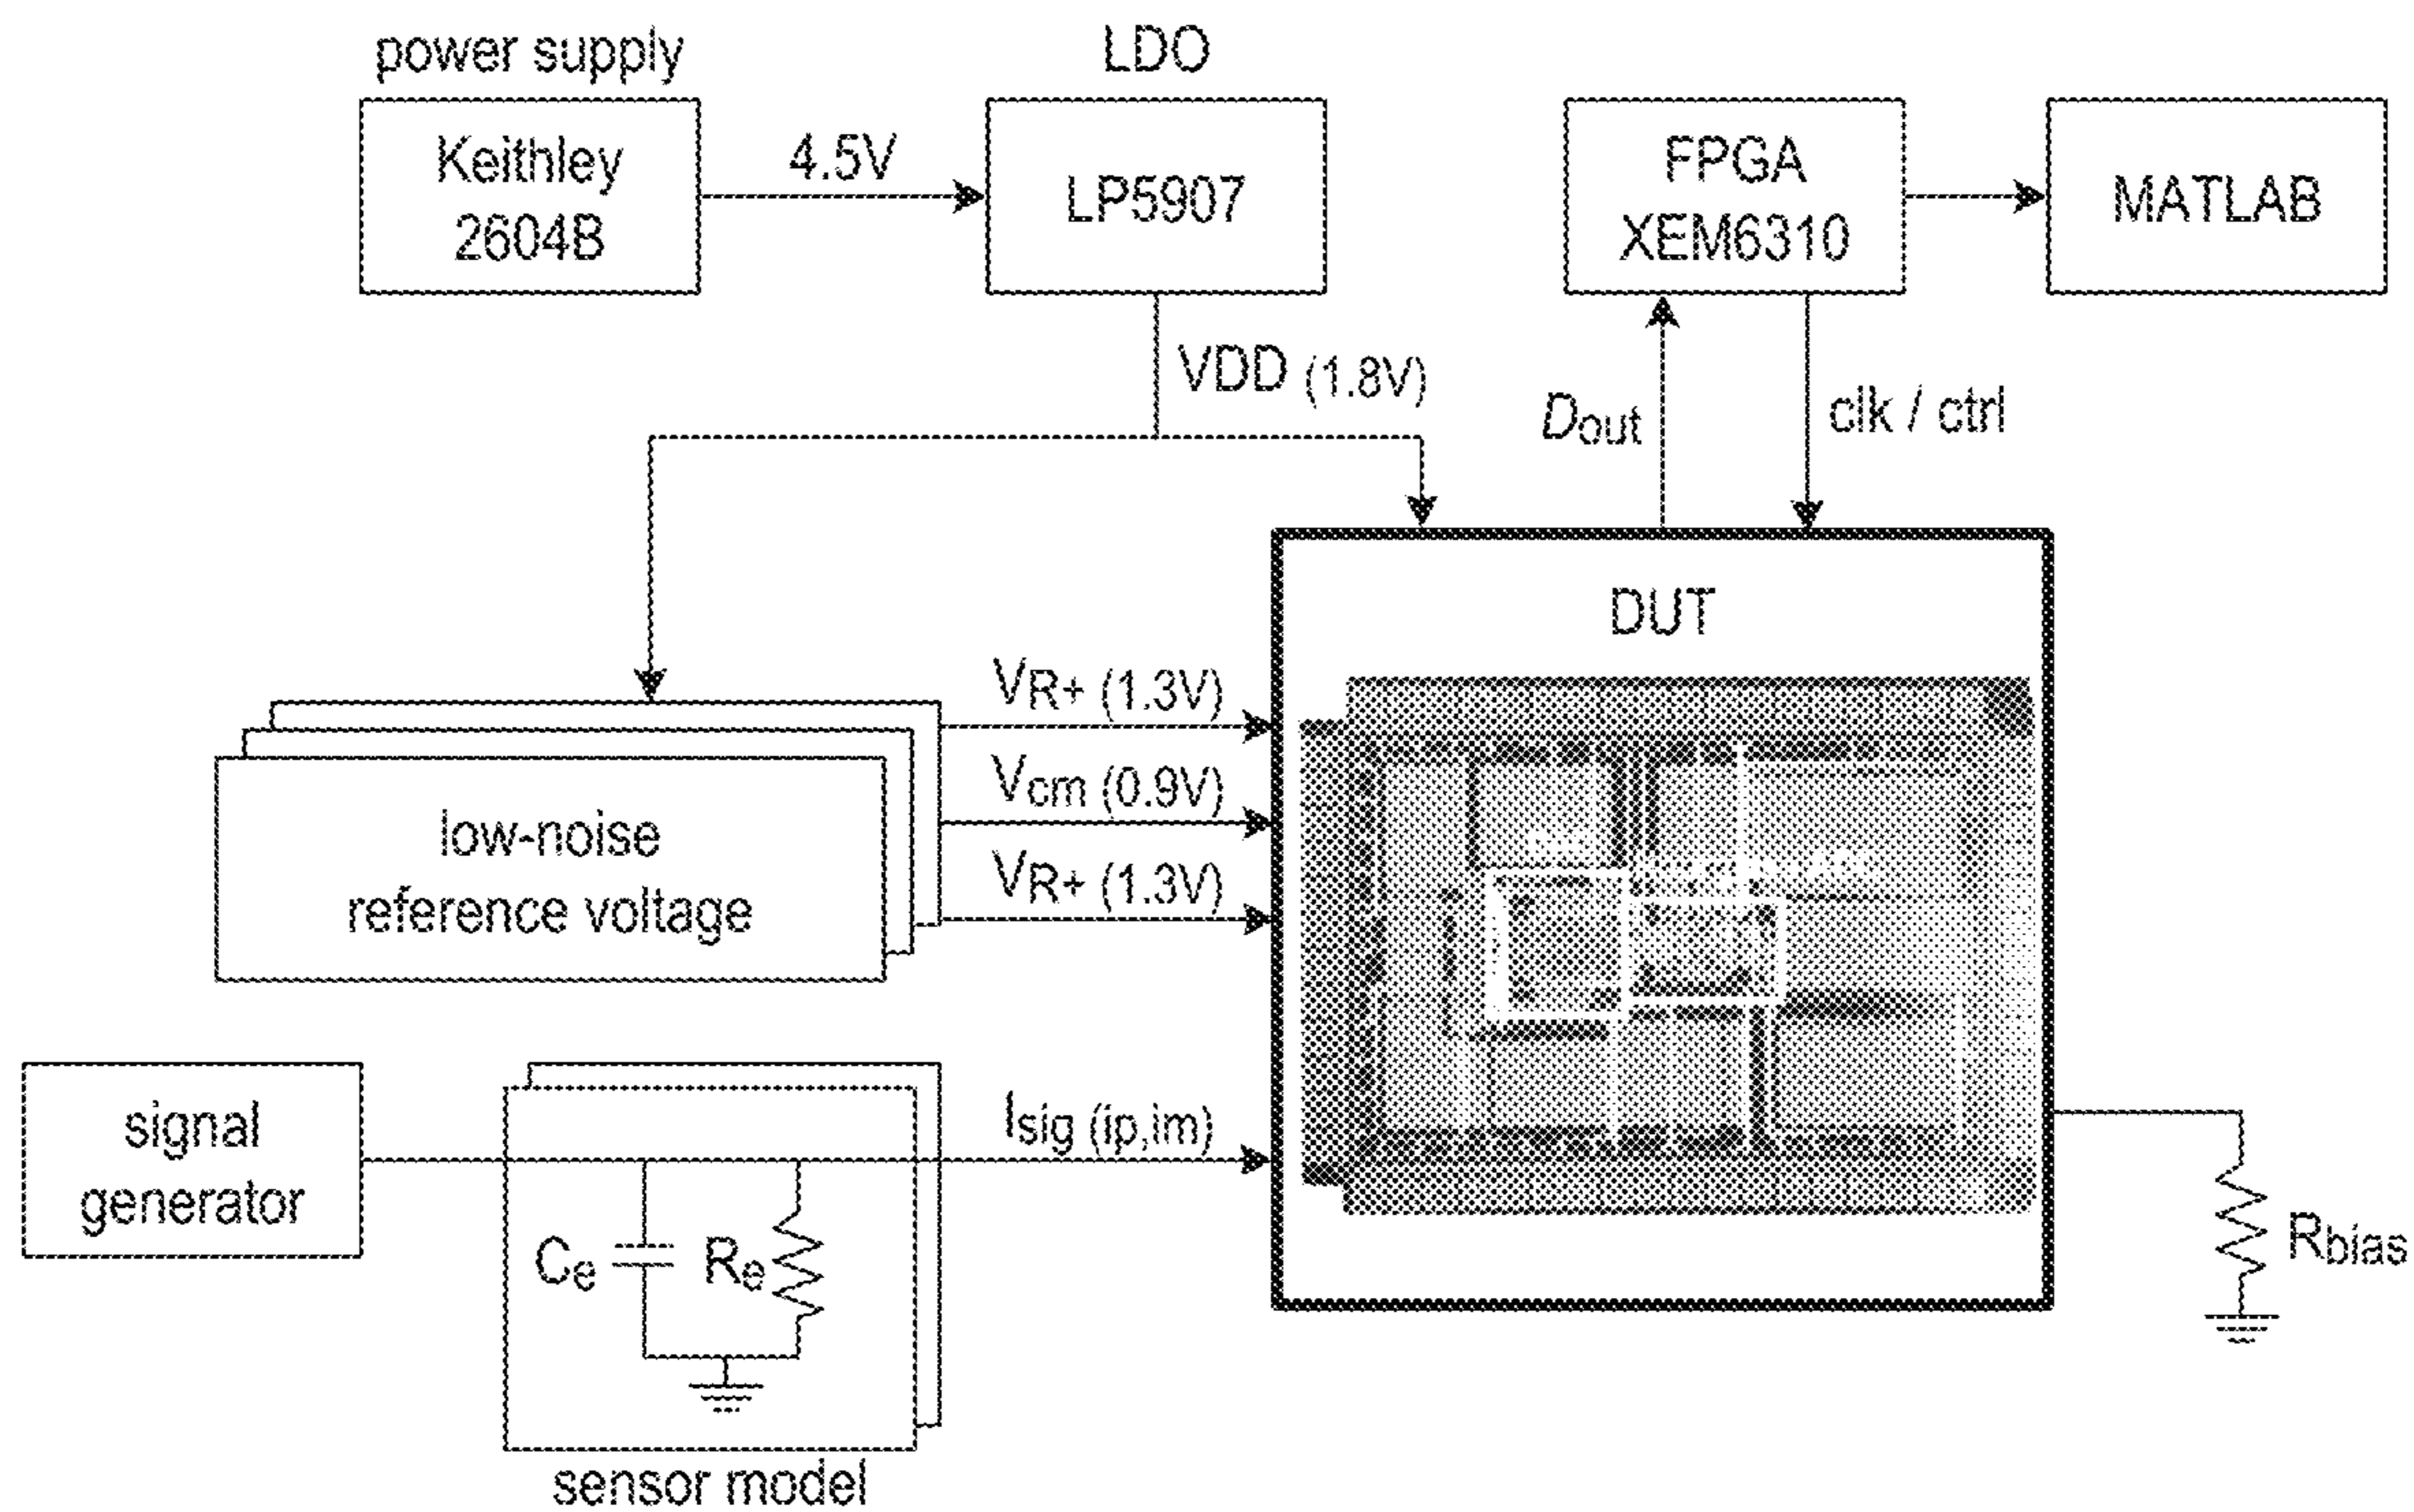 power supply
LDO
Keithley
2604B
4.5V
LP5907
FPGA
XEM6310
MATLAB
VDD (1.8V)
Dout
clk / ctrl
DUT
VR+ (1.3V)
Vcm (0.9V)
VR+ (1.3V)
low-noise
reference voltage
signal
generator
Isig (ip,im)
Ce
Re
Rbias
sensor model